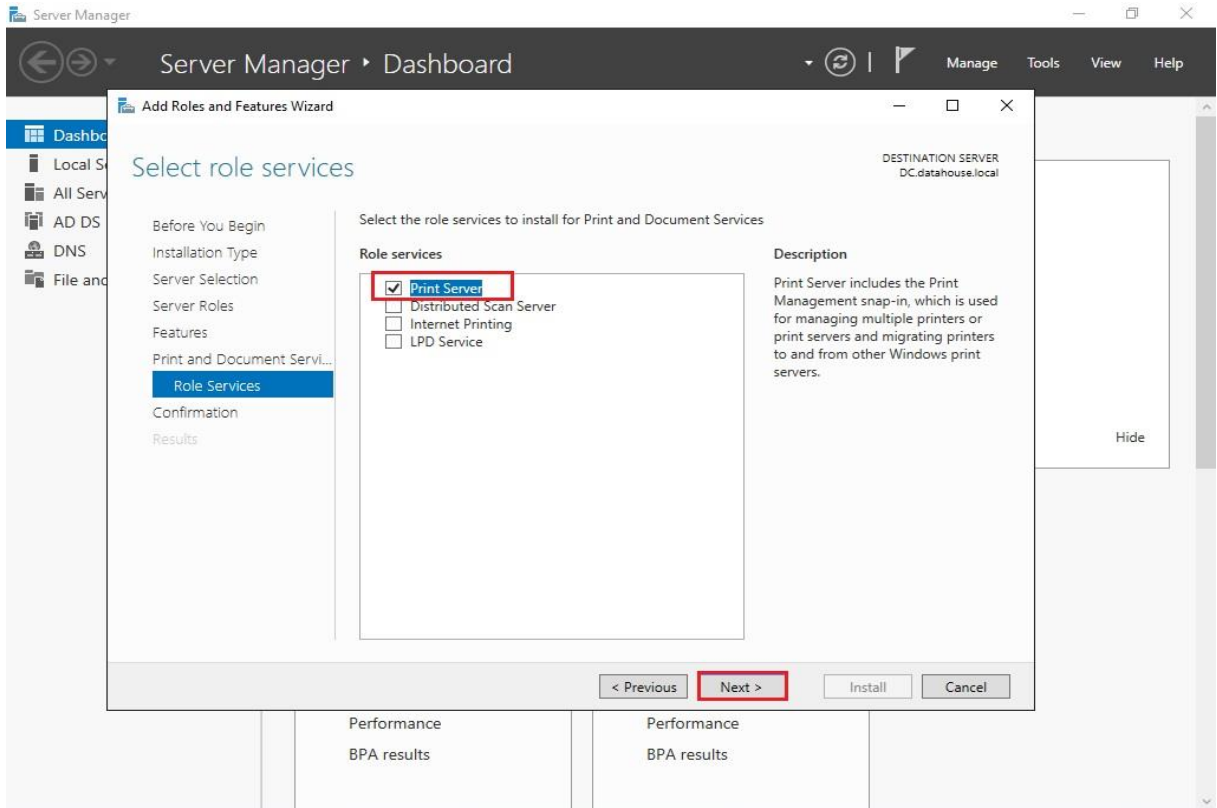 Server Manager
Server Manager ‣ Dashboard
Manage Tools View Help
Add Roles and Features Wizard
Dashbo
Local Se
All Serv
AD DS
DNS
File and
Select role services
DESTINATION SERVER
DC.datahouse.local
Before You Begin
Installation Type
Server Selection
Server Roles
Features
Print and Document Servi...
Role Services
Confirmation
Results
Select the role services to install for Print and Document Services
Role services
Print Server
Distributed Scan Server
Internet Printing
LPD Service
Description
Print Server includes the Print
Management snap-in, which is used
for managing multiple printers or
print servers and migrating printers
to and from other Windows print
servers.
Hide
< Previous Next > Install Cancel
Performance Performance
BPA results BPA results